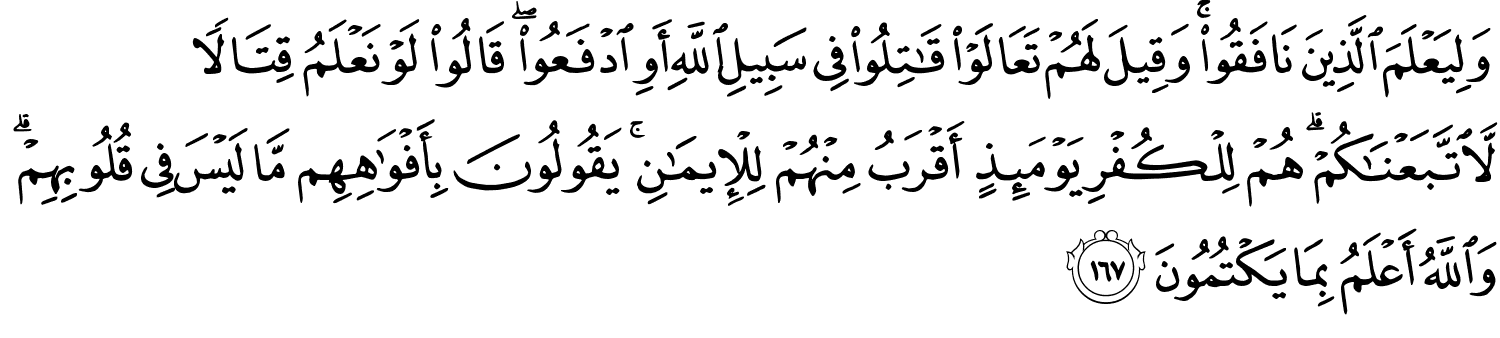 وَلِيَعْلَمَ ٱلَّذِينَ نَافَقُوا۟ ۚ وَقِيلَ لَهُمْ تَعَالَوْا۟ قَـٰتِلُوا۟ فِى سَبِيلِ ٱللَّهِ أَوِ ٱدْفَعُوا۟ ۖ قَالُوا۟ لَوْ نَعْلَمُ قِتَالًا
لَّٱتَّبَعْنَـٰكُمْ ۗ هُمْ لِلْكُفْرِ يَوْمَئِذٍ أَقْرَبُ مِنْهُمْ لِلْإِيمَـٰنِ ۚ يَقُولُونَ بِأَفْوَٰهِهِم مَّا لَيْسَ فِى قُلُوبِهِمْ ۗ
وَٱللَّهُ أَعْلَمُ بِمَا يَكْتُمُونَ ١٦٧